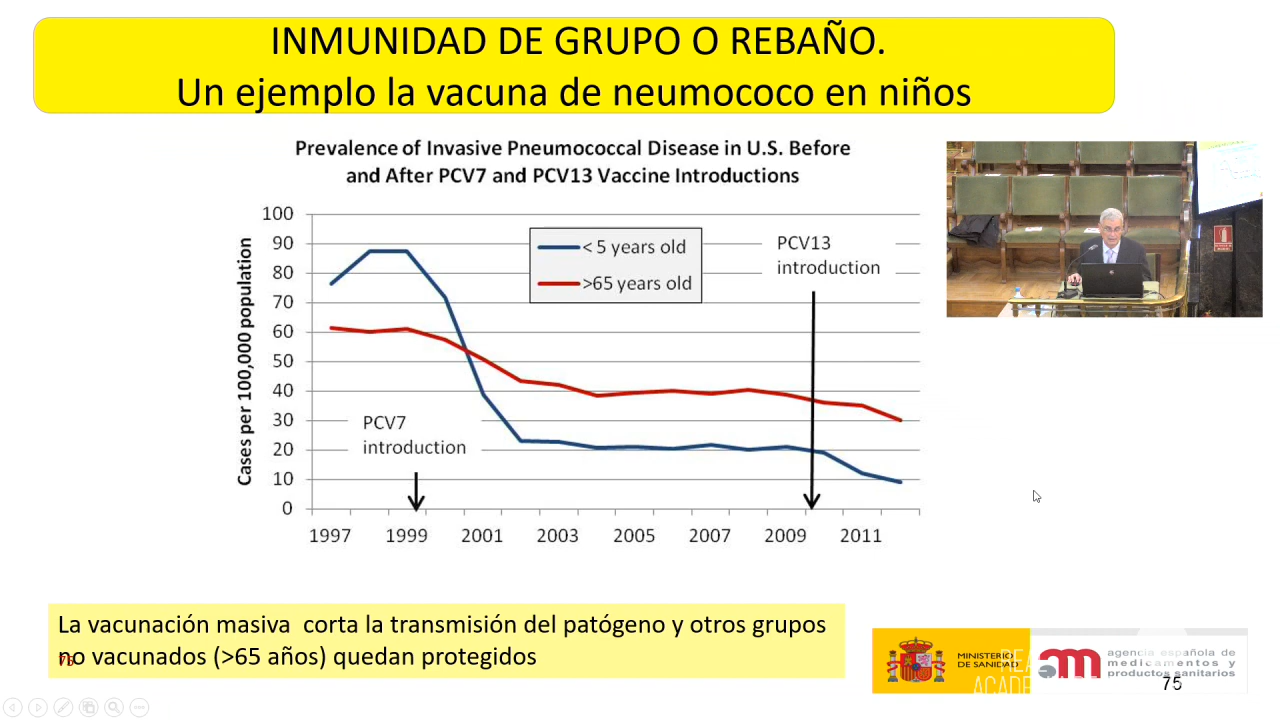 INMUNIDAD DE GRUPO O REBAÑO.
Un ejemplo la vacuna de neumococo en niños
Prevalence of Invasive Pneumococcal Disease in U.S. Before
and After PCV7 and PCV13 Vaccine Introductions
Cases per 100,000 population
100
90
80
70
60
50
40
30
20
10
0
< 5 years old
>65 years old
PCV13
introduction
PCV7
introduction
1997 1999 2001 2003 2005 2007 2009 2011
La vacunación masiva corta la transmisión del patógeno y otros grupos
no vacunados (>65 años) quedan protegidos
75
MINISTERIO
DE SANIDAD
agencia española de
medicamentos y
productos sanitarios
75